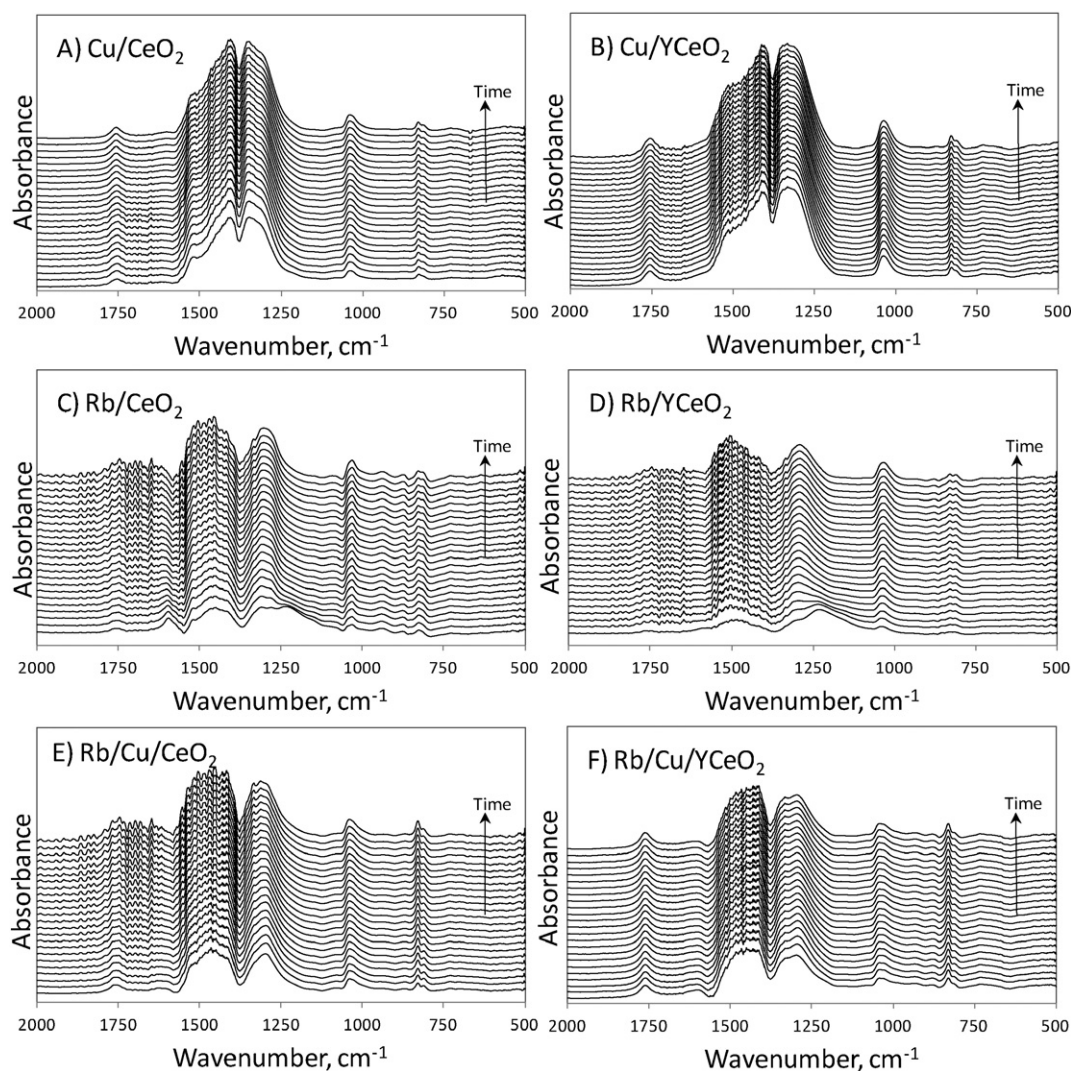 A) Cu/CeO₂
Time
Absorbance
2000 1750 1500 1250 1000 750 500
Wavenumber, cm⁻¹
B) Cu/YCeO₂
Time
Absorbance
2000 1750 1500 1250 1000 750 500
Wavenumber, cm⁻¹
C) Rb/CeO₂
Time
Absorbance
2000 1750 1500 1250 1000 750 500
Wavenumber, cm⁻¹
D) Rb/YCeO₂
Time
Absorbance
2000 1750 1500 1250 1000 750 500
Wavenumber, cm⁻¹
E) Rb/Cu/CeO₂
Time
Absorbance
2000 1750 1500 1250 1000 750 500
Wavenumber, cm⁻¹
F) Rb/Cu/YCeO₂
Time
Absorbance
2000 1750 1500 1250 1000 750 500
Wavenumber, cm⁻¹